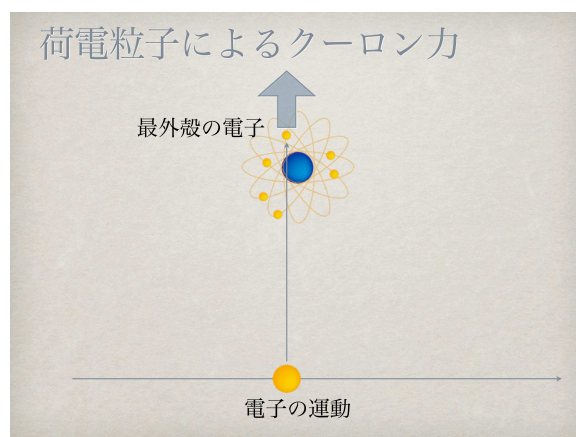 荷電粒子によるクーロン力
最外殻の電子
電子の運動